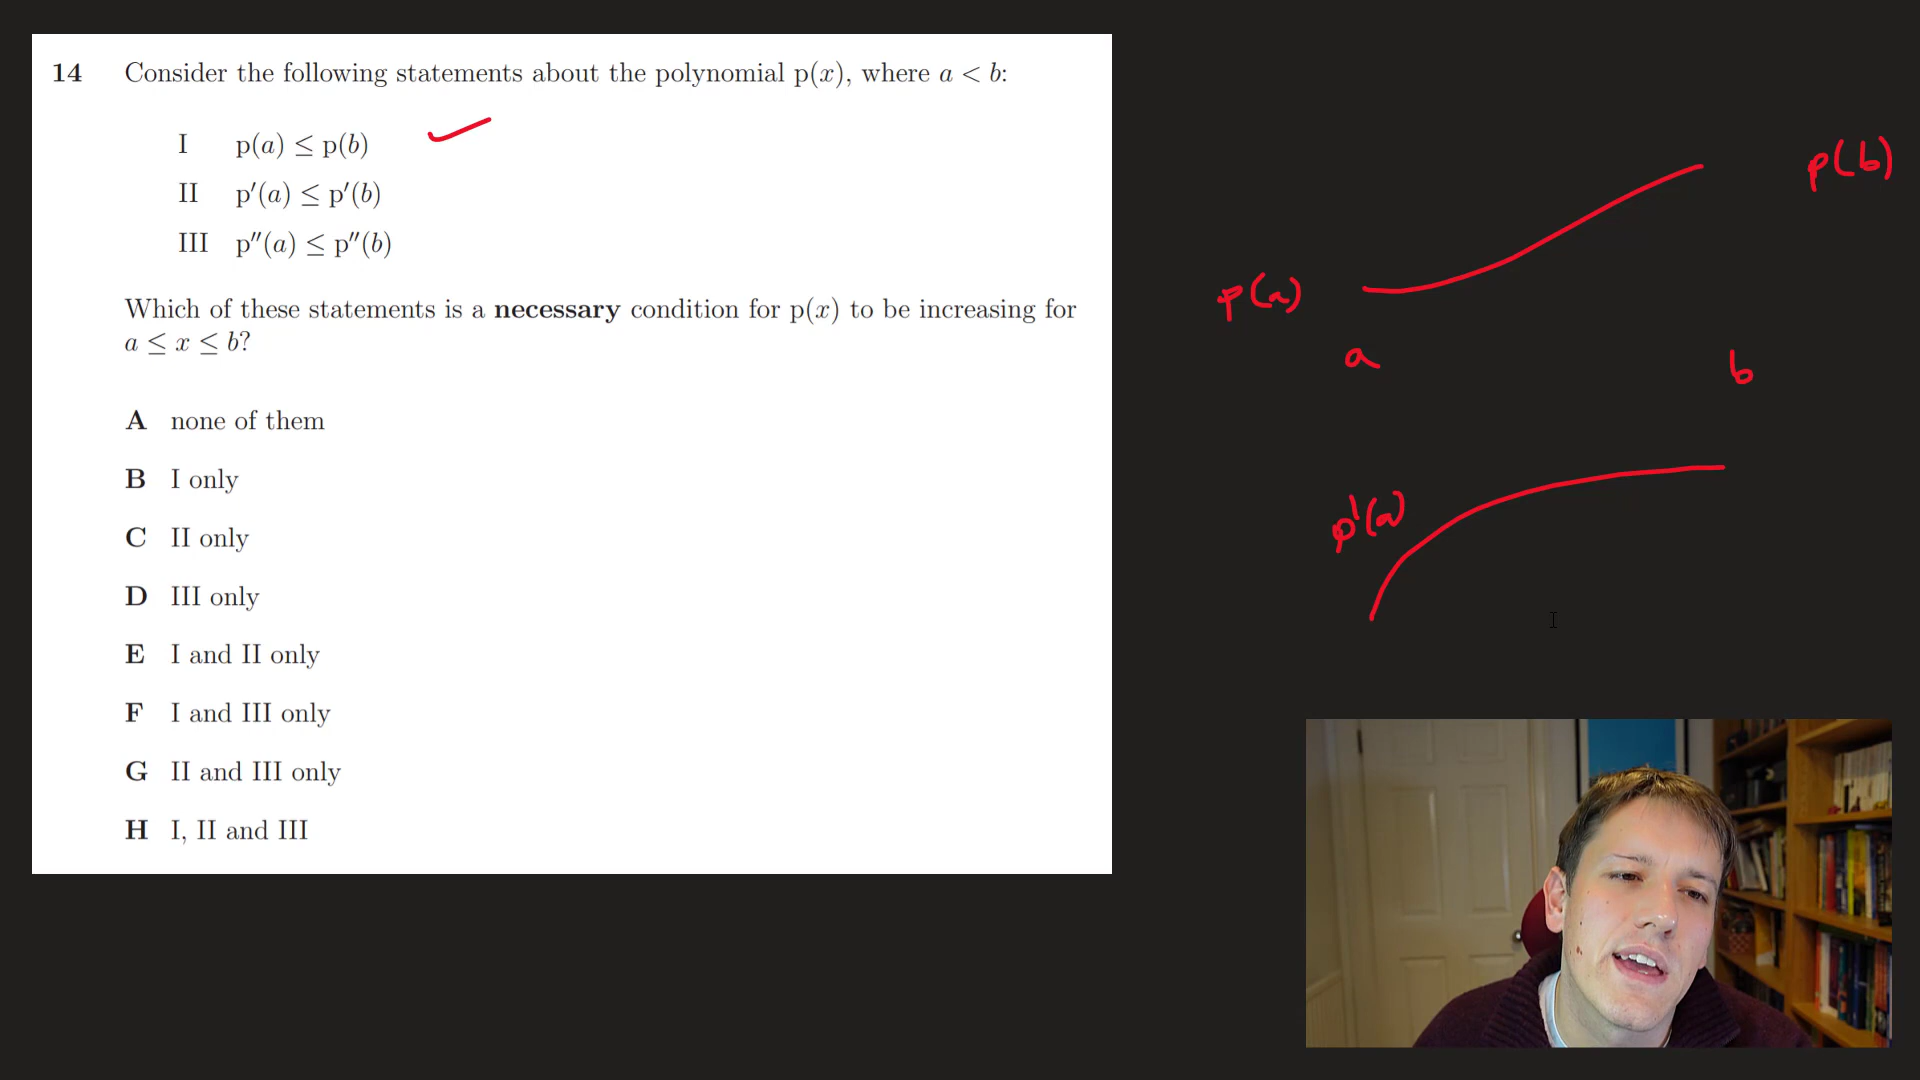 14 Consider the following statements about the polynomial p(x), where a < b:
I p(a) ≤ p(b)
II p′(a) ≤ p′(b)
III p″(a) ≤ p″(b)
Which of these statements is a necessary condition for p(x) to be increasing for
a ≤ x ≤ b?
A none of them
B I only
C II only
D III only
E I and II only
F I and III only
G II and III only
H I, II and III
p(b)
p(a)
a
b
p'(a)